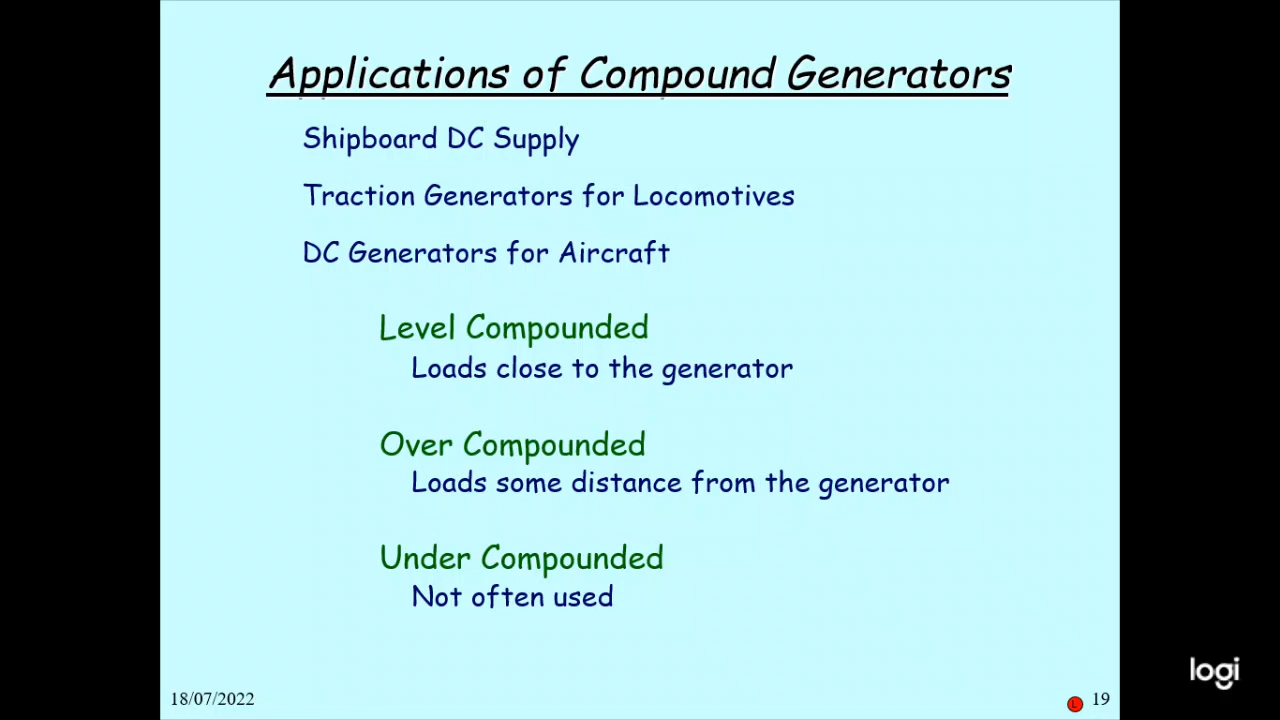 Applications of Compound Generators
Shipboard DC Supply
Traction Generators for Locomotives
DC Generators for Aircraft
Level Compounded
Loads close to the generator
Over Compounded
Loads some distance from the generator
Under Compounded
Not often used
logi
18/07/2022
L
19